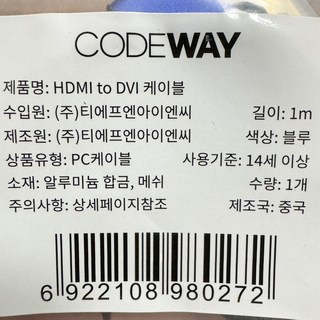 CODEWAY
제품명: HDMI to DVI 케이블
수입원: (주)티에프엔아이엔씨 길이: 1m
제조원: (주)티에프엔아이엔씨 색상: 블루
상품유형: PC케이블 사용기준: 14세 이상
소재: 알루미늄 합금, 메쉬 수량: 1개
주의사항: 상세페이지참조 제조국: 중국
6 922108 980272